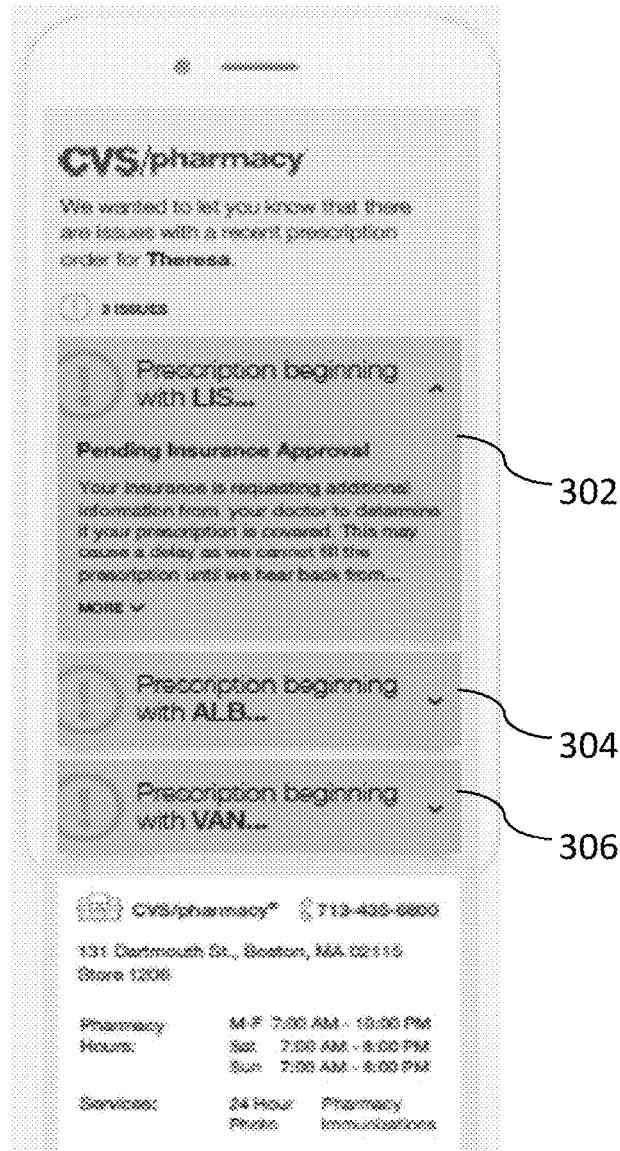 CVS/pharmacy
We wanted to let you know that there
are issues with a recent prescription
order for Theresa.
3 ISSUES
Prescription beginning
with LIS...
Pending Insurance Approval
Your insurance is requesting additional
information from your doctor to determine
if your prescription is covered. This may
cause a delay as we cannot fill the
prescription until we hear back from...
MORE
302
Prescription beginning
with ALB...
304
Prescription beginning
with VAN...
306
CVS/pharmacy® 713-435-6800
131 Dartmouth St., Boston, MA 02115
Store 1206
Pharmacy M-F 7:00 AM - 10:00 PM
Hours: Sat 7:00 AM - 8:00 PM
Sun 7:00 AM - 8:00 PM
Services: 24 Hour Pharmacy
Photo Immunizations